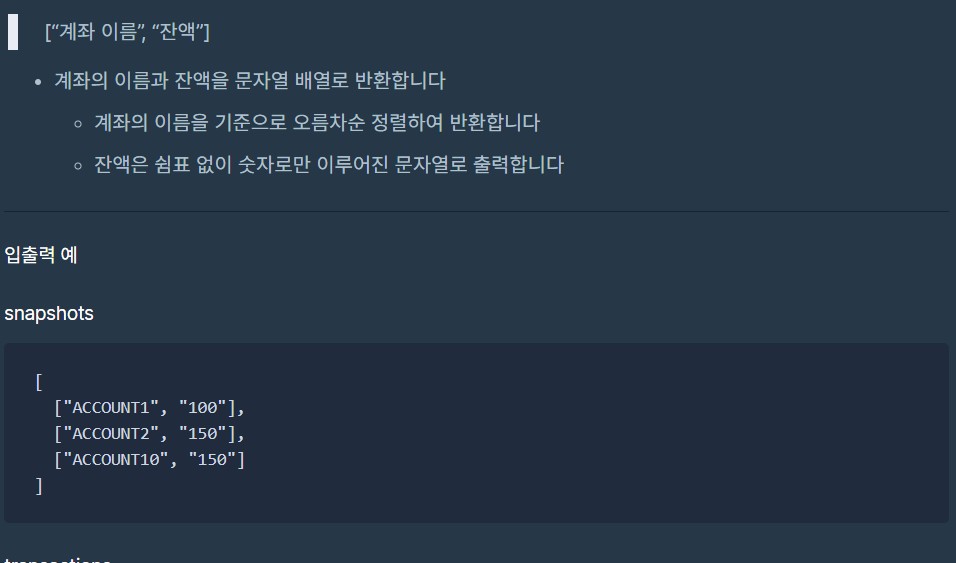 [“계좌 이름”, “잔액”]
계좌의 이름과 잔액을 문자열 배열로 반환합니다
계좌의 이름을 기준으로 오름차순 정렬하여 반환합니다
잔액은 쉼표 없이 숫자로만 이루어진 문자열로 출력합니다
입출력 예
snapshots
[
["ACCOUNT1", "100"],
["ACCOUNT2", "150"],
["ACCOUNT10", "150"]
]
transactions